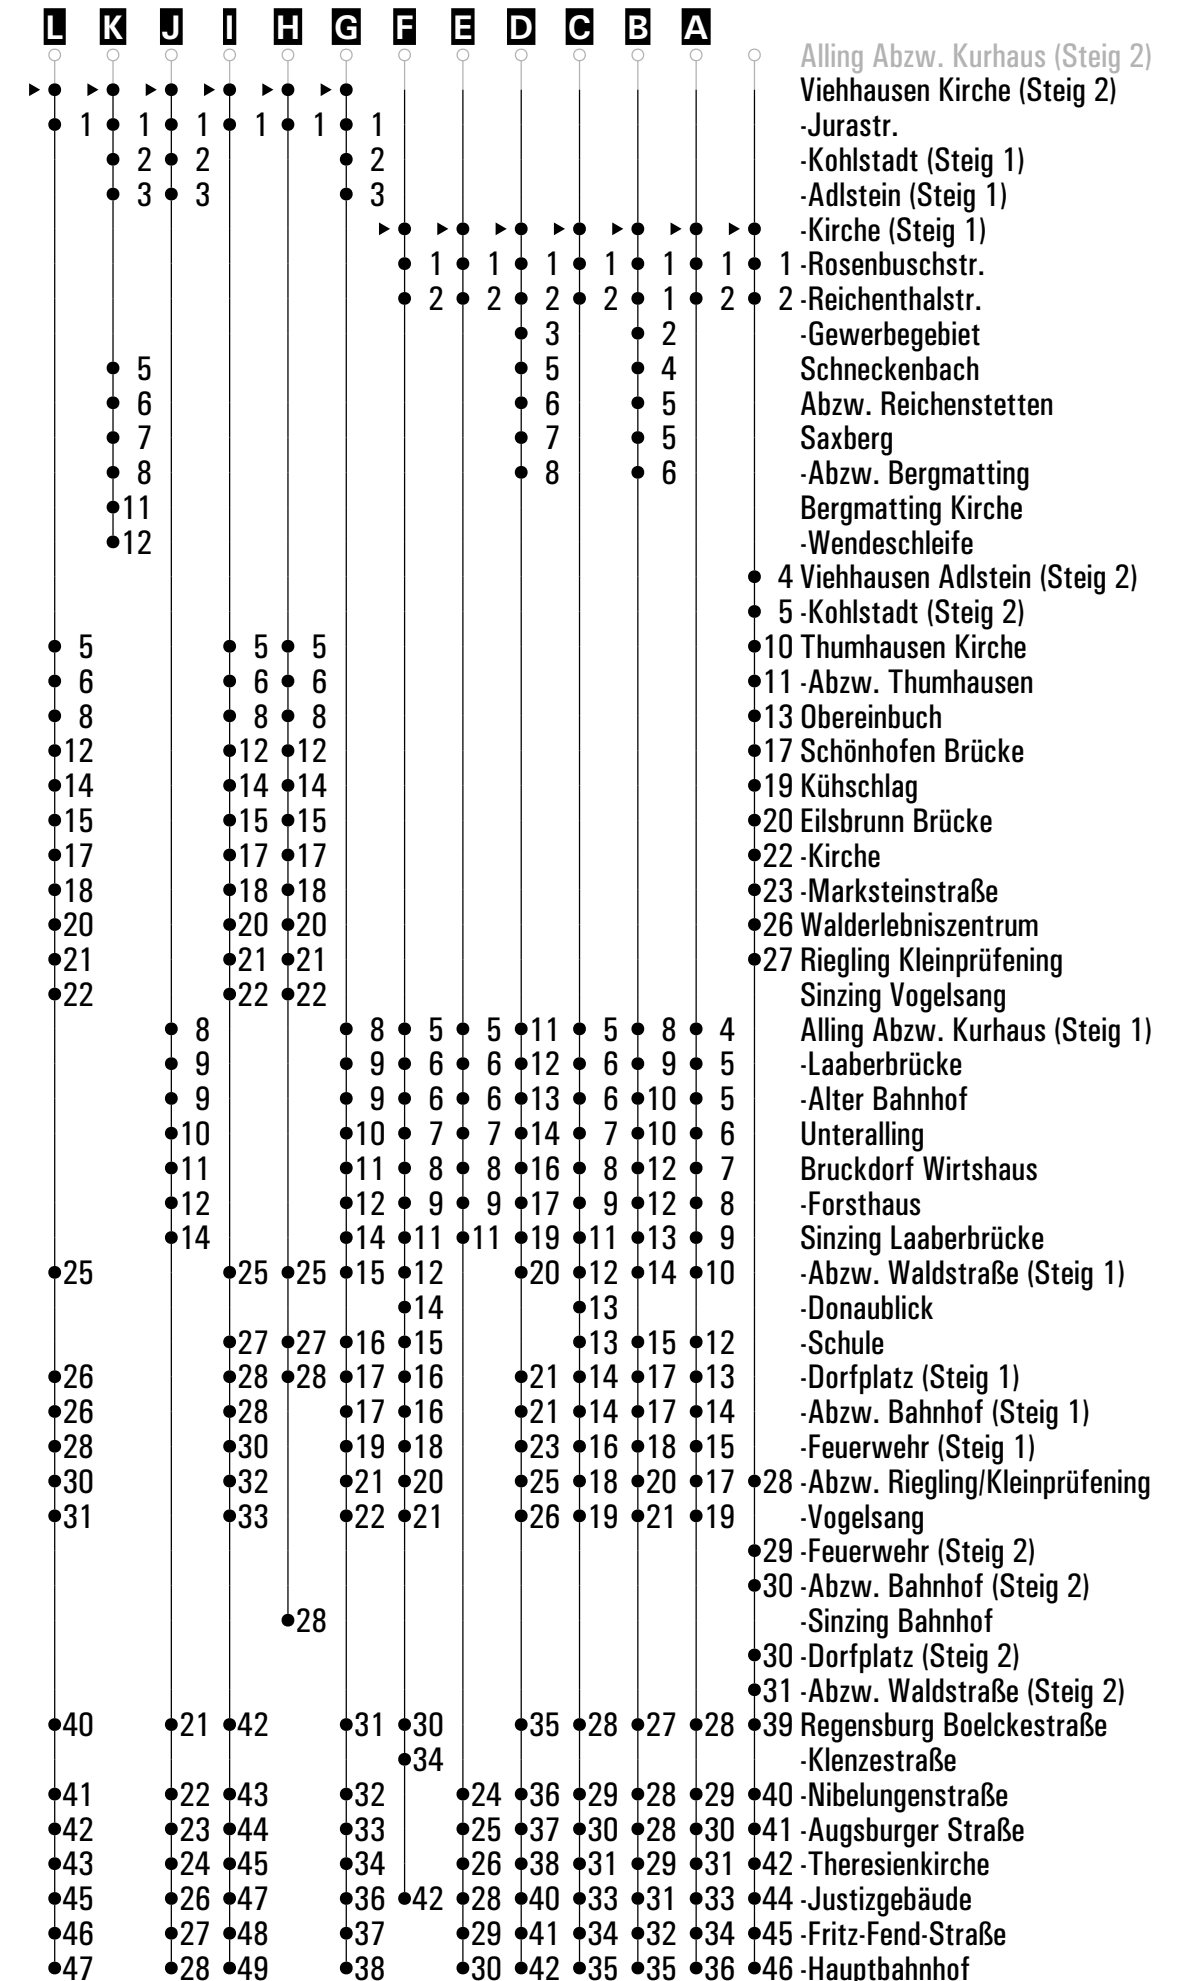 L K J I H G F E D C B A
Alling Abzw. Kurhaus (Steig 2)
Viehhausen Kirche (Steig 2)
1 1 1 1 1 1 -Jurastr.
2 2 2 -Kohlstadt (Steig 1)
3 3 3 -Adlstein (Steig 1)
-Kirche (Steig 1)
1 1 1 1 1 1 1 -Rosenbuschstr.
2 2 2 2 1 2 2 -Reichenthalstr.
3 2 -Gewerbegebiet
5 5 4 Schneckenbach
6 6 5 Abzw. Reichenstetten
7 7 5 Saxberg
8 8 6 -Abzw. Bergmatting
11 Bergmatting Kirche
12 -Wendeschleife
4 Viehhausen Adlstein (Steig 2)
5 -Kohlstadt (Steig 2)
5 5 5 10 Thumhausen Kirche
6 6 6 11 -Abzw. Thumhausen
8 8 8 13 Obereinbuch
12 12 12 17 Schönhofen Brücke
14 14 14 19 Kühschlag
15 15 15 20 Eilsbrunn Brücke
17 17 17 22 -Kirche
18 18 18 23 -Marksteinstraße
20 20 20 26 Walderlebniszentrum
21 21 21 27 Riegling Kleinprüfening
22 22 22 Sinzing Vogelsang
8 8 5 5 11 5 8 4 Alling Abzw. Kurhaus (Steig 1)
9 9 6 6 12 6 9 5 -Laaberbrücke
9 9 6 6 13 6 10 5 -Alter Bahnhof
10 10 7 7 14 7 10 6 Unteralling
11 11 8 8 16 8 12 7 Bruckdorf Wirtshaus
12 12 9 9 17 9 12 8 -Forsthaus
14 14 11 11 19 11 13 9 Sinzing Laaberbrücke
25 25 25 15 12 20 12 14 10 -Abzw. Waldstraße (Steig 1)
14 13 -Donaublick
27 27 16 15 13 15 12 -Schule
26 28 28 17 16 21 14 17 13 -Dorfplatz (Steig 1)
26 28 17 16 21 14 17 14 -Abzw. Bahnhof (Steig 1)
28 30 19 18 23 16 18 15 -Feuerwehr (Steig 1)
30 32 21 20 25 18 20 17 28 -Abzw. Riegling/Kleinprüfening
31 33 22 21 26 19 21 19 -Vogelsang
29 -Feuerwehr (Steig 2)
30 -Abzw. Bahnhof (Steig 2)
28 -Sinzing Bahnhof
30 -Dorfplatz (Steig 2)
31 -Abzw. Waldstraße (Steig 2)
40 21 42 31 30 35 28 27 28 39 Regensburg Boelckestraße
34 -Klenzestraße
41 22 43 32 24 36 29 28 29 40 -Nibelungenstraße
42 23 44 33 25 37 30 28 30 41 -Augsburger Straße
43 24 45 34 26 38 31 29 31 42 -Theresienkirche
45 26 47 36 42 28 40 33 31 33 44 -Justizgebäude
46 27 48 37 29 41 34 32 34 45 -Fritz-Fend-Straße
47 28 49 38 30 42 35 35 36 46 -Hauptbahnhof